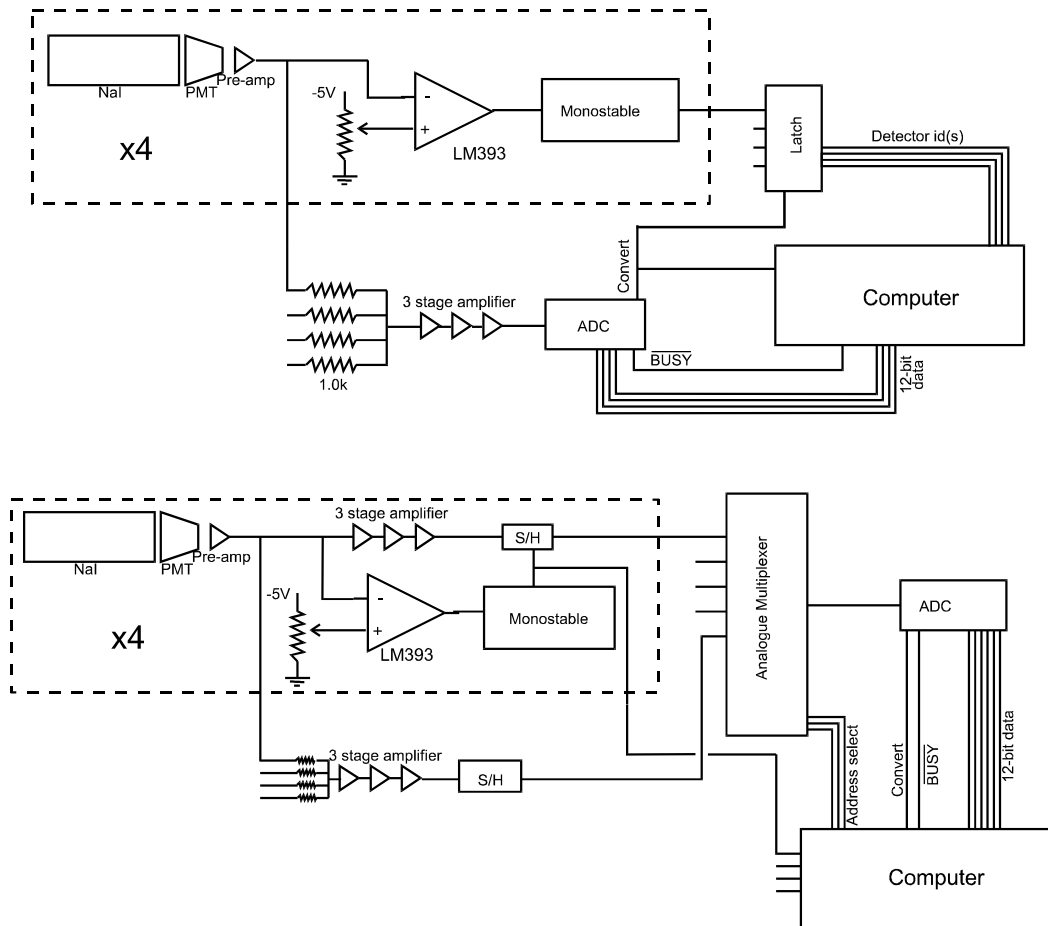 NaI
PMT
Pre-amp
-5V
-
+
LM393
Monostable
Latch
Detector id(s)
x4
Convert
Computer
3 stage amplifier
ADC
BUSY
12-bit
data
1.0k
3 stage amplifier
S/H
NaI
PMT
Pre-amp
-5V
-
+
LM393
Monostable
x4
Analogue Multiplexer
ADC
3 stage amplifier
S/H
Address select
Convert
BUSY
12-bit data
Computer